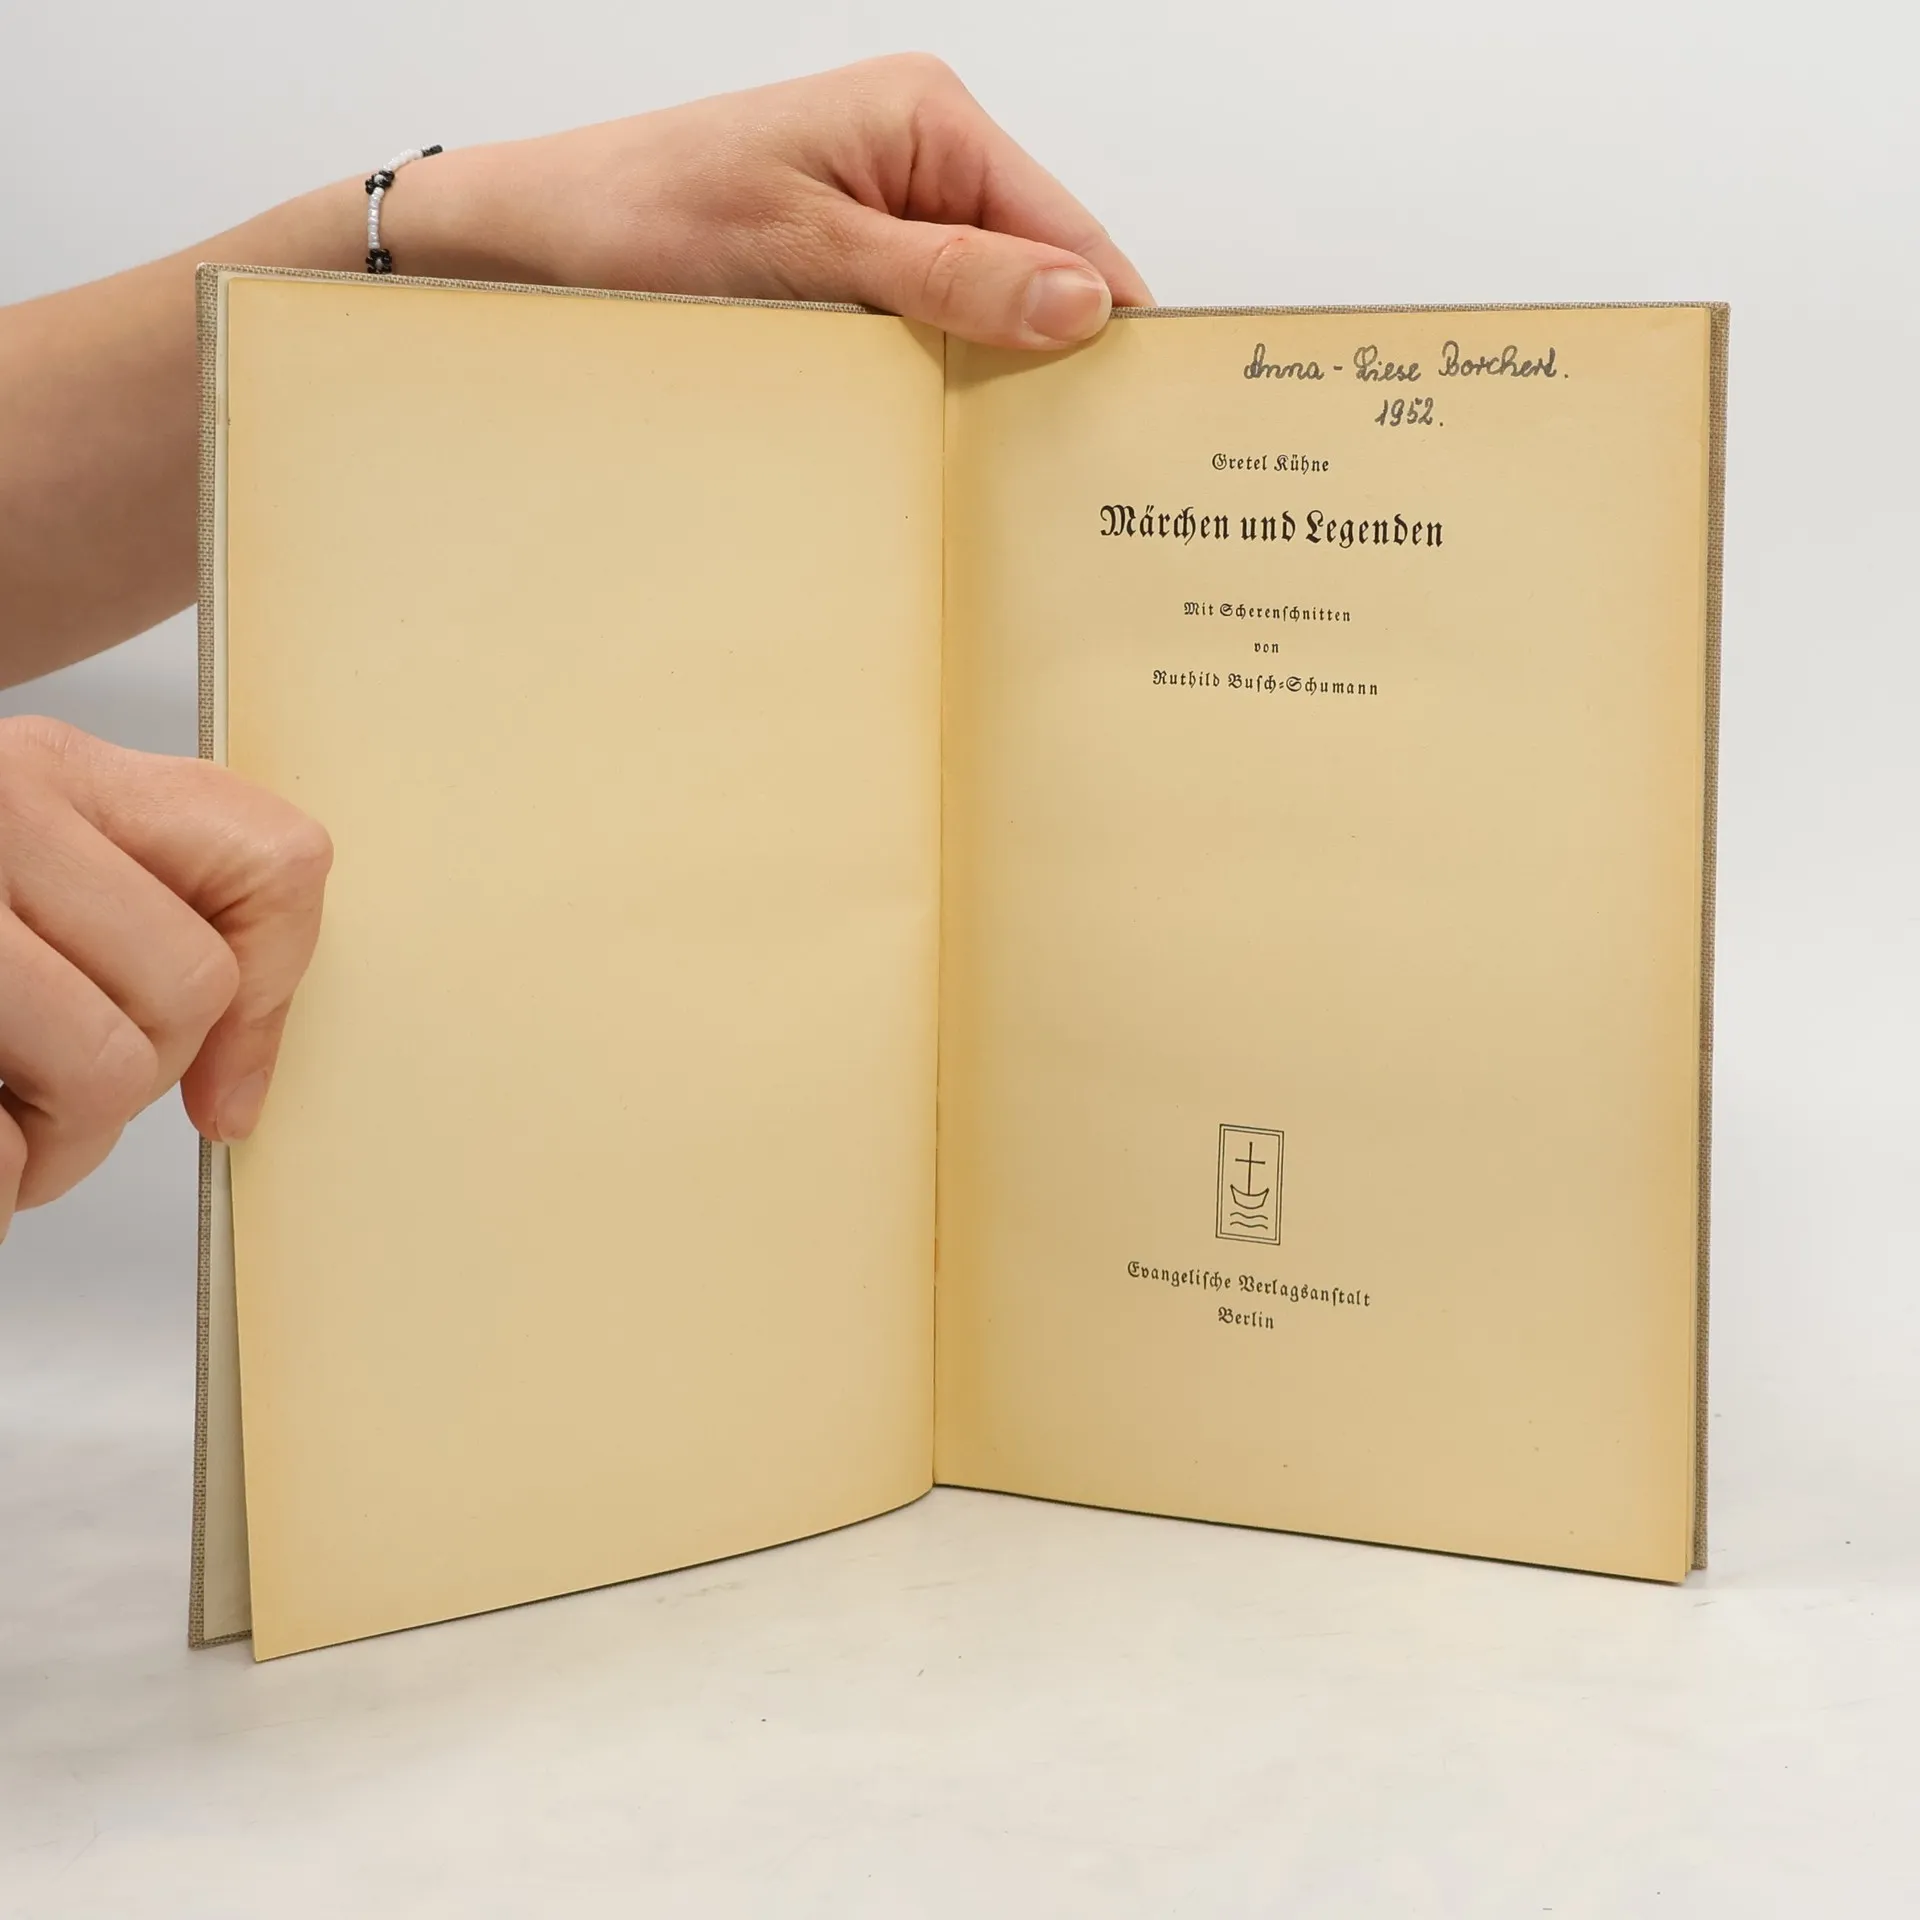 Anna - Liese Borchert.
1952.
Gretel Kühne
Märchen und Legenden
Mit Scherenſchnitten
von
Ruthild Buſch-Schumann
Evangeliſche Verlagsanſtalt
Berlin